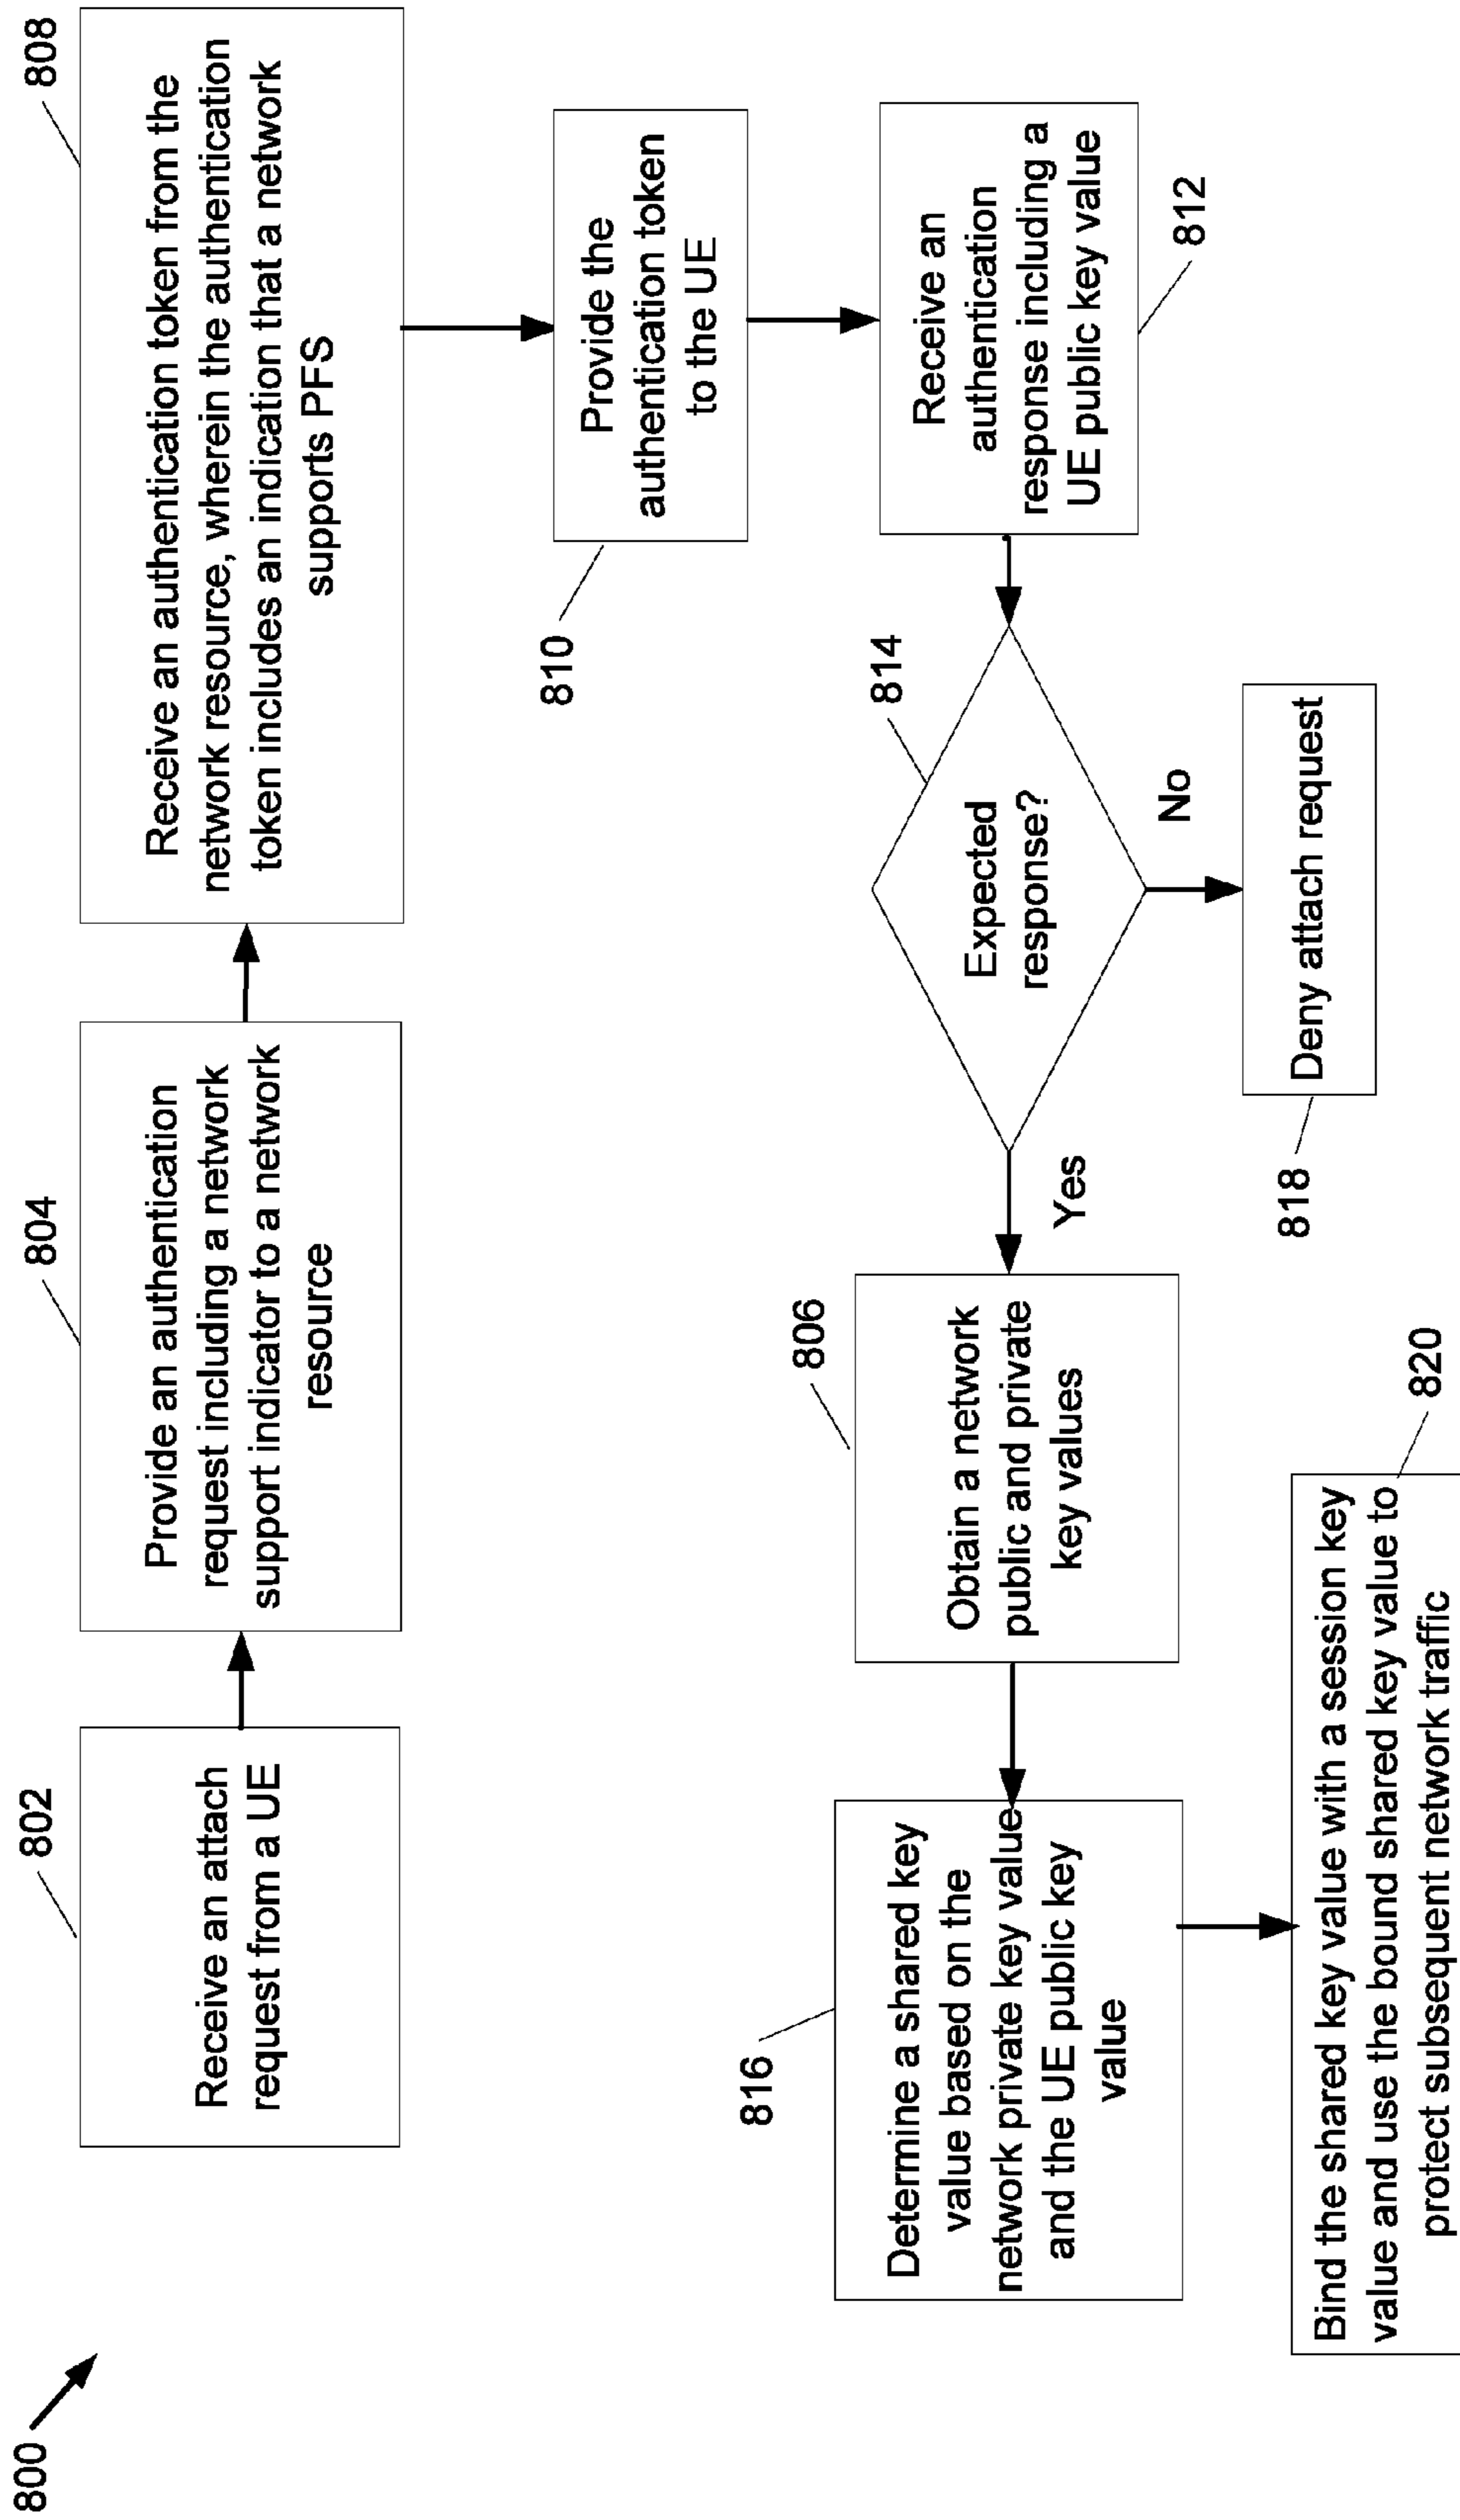 800
802
Receive an attach
request from a UE
804
Provide an authentication
request including a network
support indicator to a network
resource
808
Receive an authentication token from the
network resource, wherein the authentication
token includes an indication that a network
supports PFS
810
Provide the
authentication token
to the UE
812
Receive an
authentication
response including a
UE public key value
814
Expected
response?
No
818
Deny attach request
Yes
806
Obtain a network
public and private
key values
816
Determine a shared key
value based on the
network private key value
and the UE public key
value
820
Bind the shared key value with a session key
value and use the bound shared key value to
protect subsequent network traffic